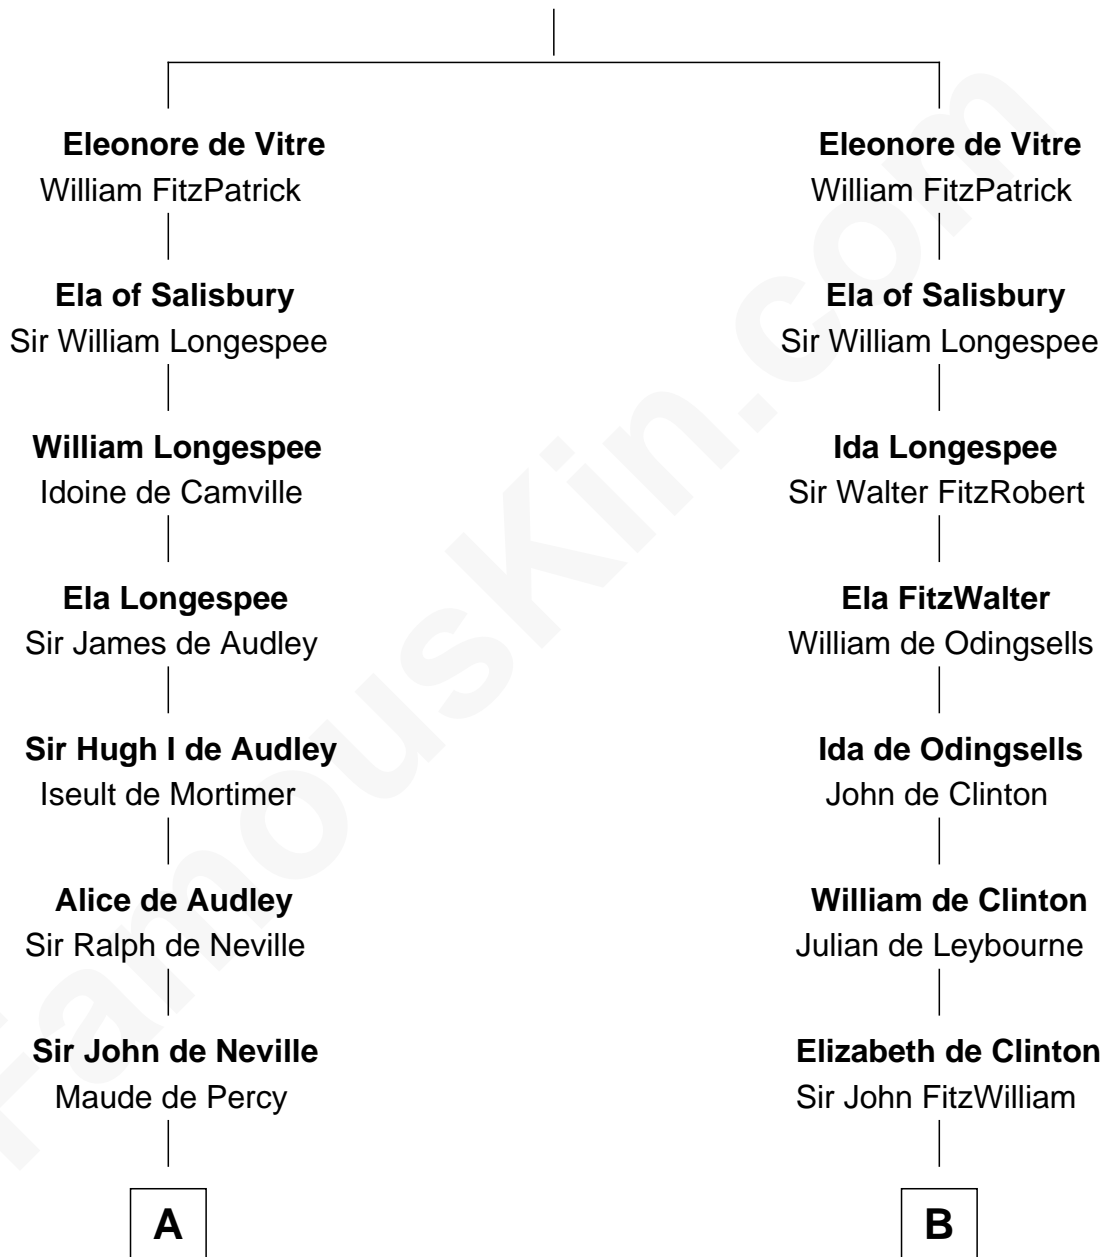 Eleonore de Vitre
William FitzPatrick
Ela of Salisbury
Sir William Longespee
William Longespee
Idoine de Camville
Ela Longespee
Sir James de Audley
Sir Hugh I de Audley
Iseult de Mortimer
Alice de Audley
Sir Ralph de Neville
Sir John de Neville
Maude de Percy
A
Eleonore de Vitre
William FitzPatrick
Ela of Salisbury
Sir William Longespee
Ida Longespee
Sir Walter FitzRobert
Ela FitzWalter
William de Odingsells
Ida de Odingsells
John de Clinton
William de Clinton
Julian de Leybourne
Elizabeth de Clinton
Sir John FitzWilliam
B
FamousKin.com